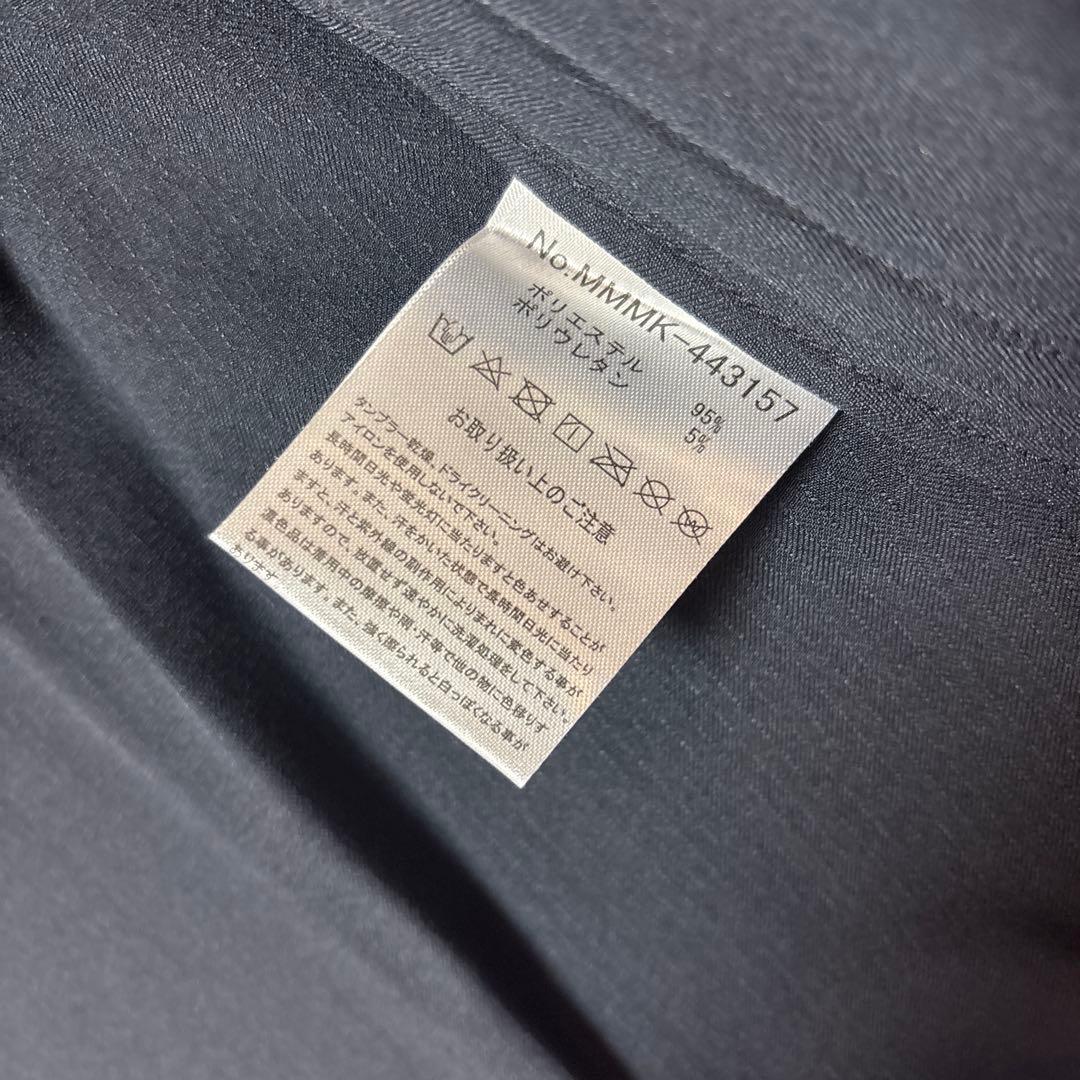 No.MMMK-443157
ポリエステル 95%
ポリウレタン 5%
お取り扱い上のご注意
タンブラー乾燥、ドライクリーニングはお避け下さい。
アイロンを使用しないで下さい。
長時間日光や蛍光灯に当たりますと色あせすることが
あります。また、汗をかいた状態で長時間日光に当たり
ますと、汗と紫外線の副作用によりまれに変色する事が
ありますので、放置せず速やかに洗濯処理をして下さい。
濃色品は着用中の摩擦や雨・汗等で他の物に色移りす
る事があります。また、強く擦られると白っぽくなる事が
あります。